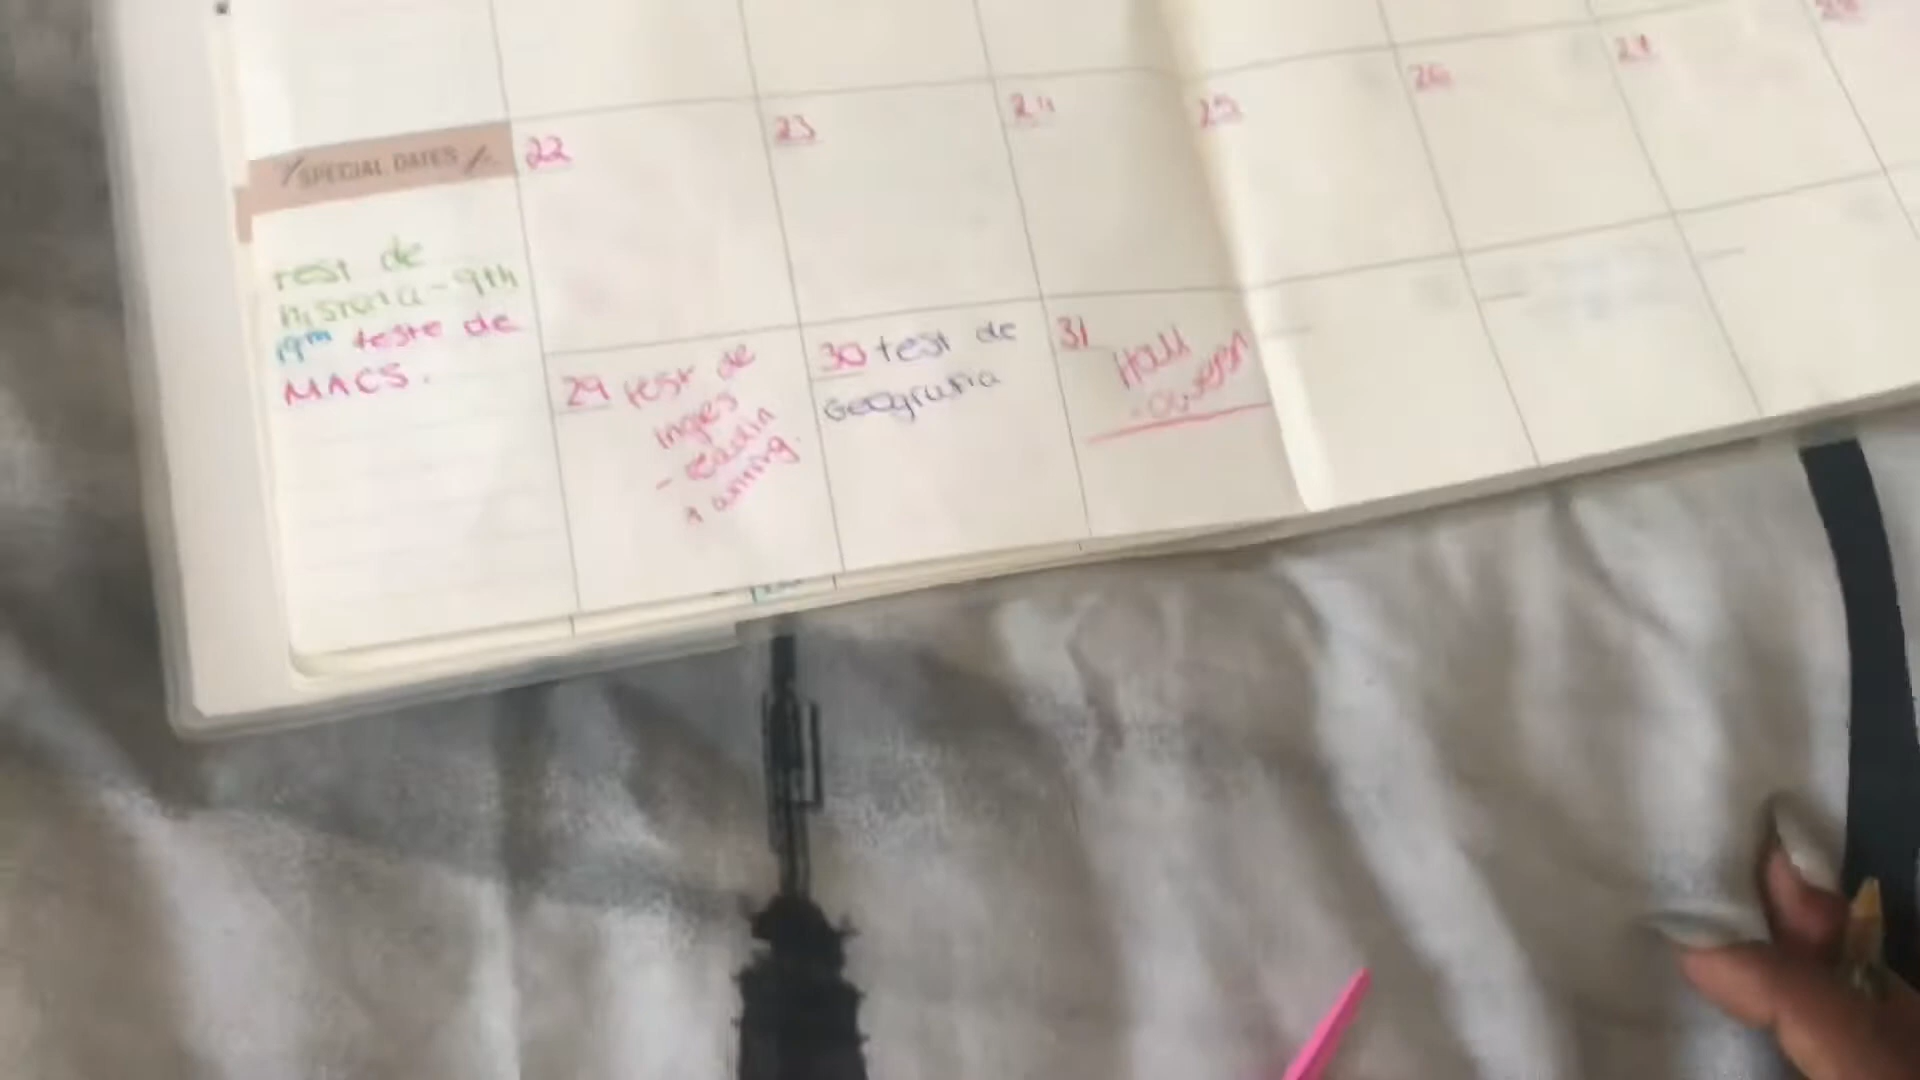 28
27
26
25
24
23
22
SPECIAL DATES
test de
historia - 9th
19th teste de
MACS.
29 test de
ingles
30 test de
Geografia
31
Hall